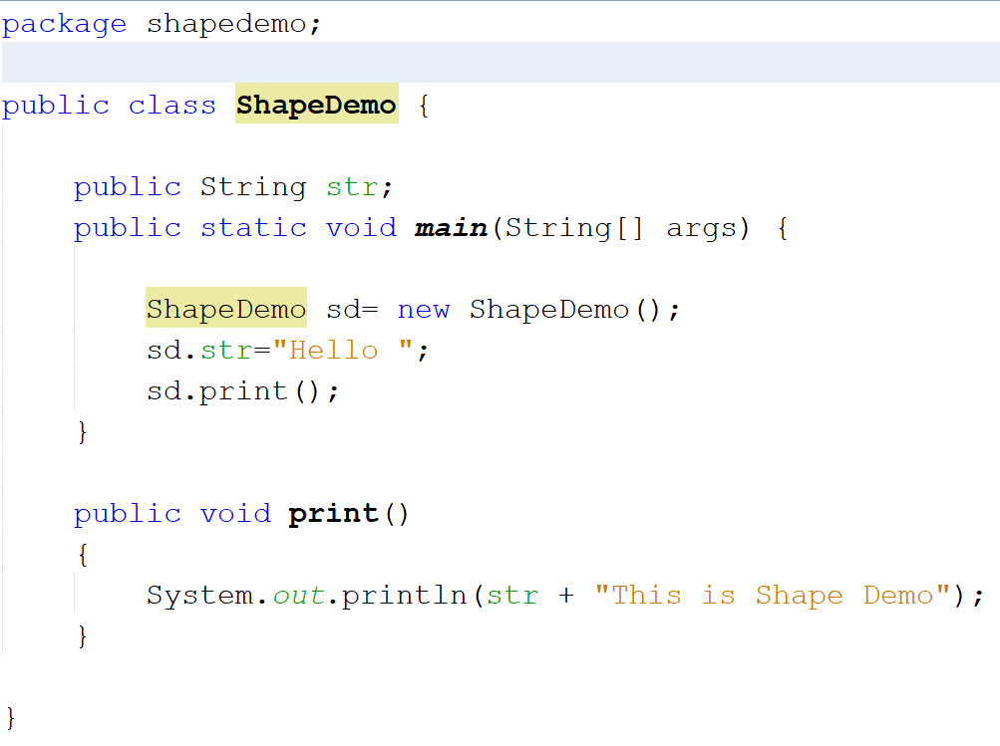 package shapedemo;
public class ShapeDemo {
public String str;
public static void main(String[] args) {
ShapeDemo sd= new ShapeDemo();
sd.str="Hello ";
sd.print();
}
public void print()
{
System.out.println(str + "This is Shape Demo");
}
}